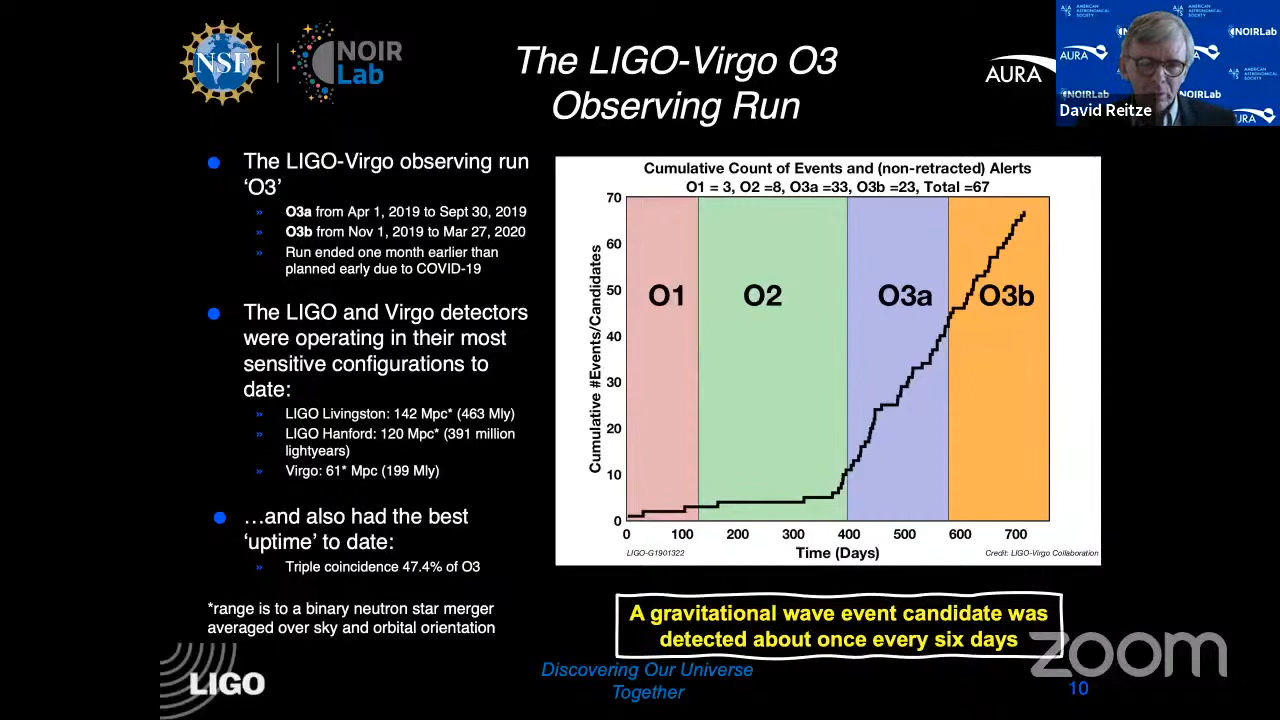 NSF
NOIR
Lab
The LIGO-Virgo O3
Observing Run
AURA
AMERICAN
ASTRONOMICAL
SOCIETY
NOIRLab
AURA
AMERICAN
ASTRONOMICAL
SOCIETY
NOIRLab
NOIRLab
AURA
David Reitze
The LIGO-Virgo observing run
‘O3’
» O3a from Apr 1, 2019 to Sept 30, 2019
» O3b from Nov 1, 2019 to Mar 27, 2020
» Run ended one month earlier than
planned early due to COVID-19
The LIGO and Virgo detectors
were operating in their most
sensitive configurations to
date:
» LIGO Livingston: 142 Mpc* (463 Mly)
» LIGO Hanford: 120 Mpc* (391 million
lightyears)
» Virgo: 61* Mpc (199 Mly)
…and also had the best
‘uptime’ to date:
» Triple coincidence 47.4% of O3
*range is to a binary neutron star merger
averaged over sky and orbital orientation
Cumulative Count of Events and (non-retracted) Alerts
O1 = 3, O2 =8, O3a =33, O3b =23, Total =67
Cumulative #Events/Candidates
70
60
50
40
30
20
10
0
O1 O2 O3a O3b
0 100 200 300 400 500 600 700
Time (Days)
LIGO-G1901322
Credit: LIGO-Virgo Collaboration
A gravitational wave event candidate was
detected about once every six days
LIGO
Discovering Our Universe
Together
zoom
10